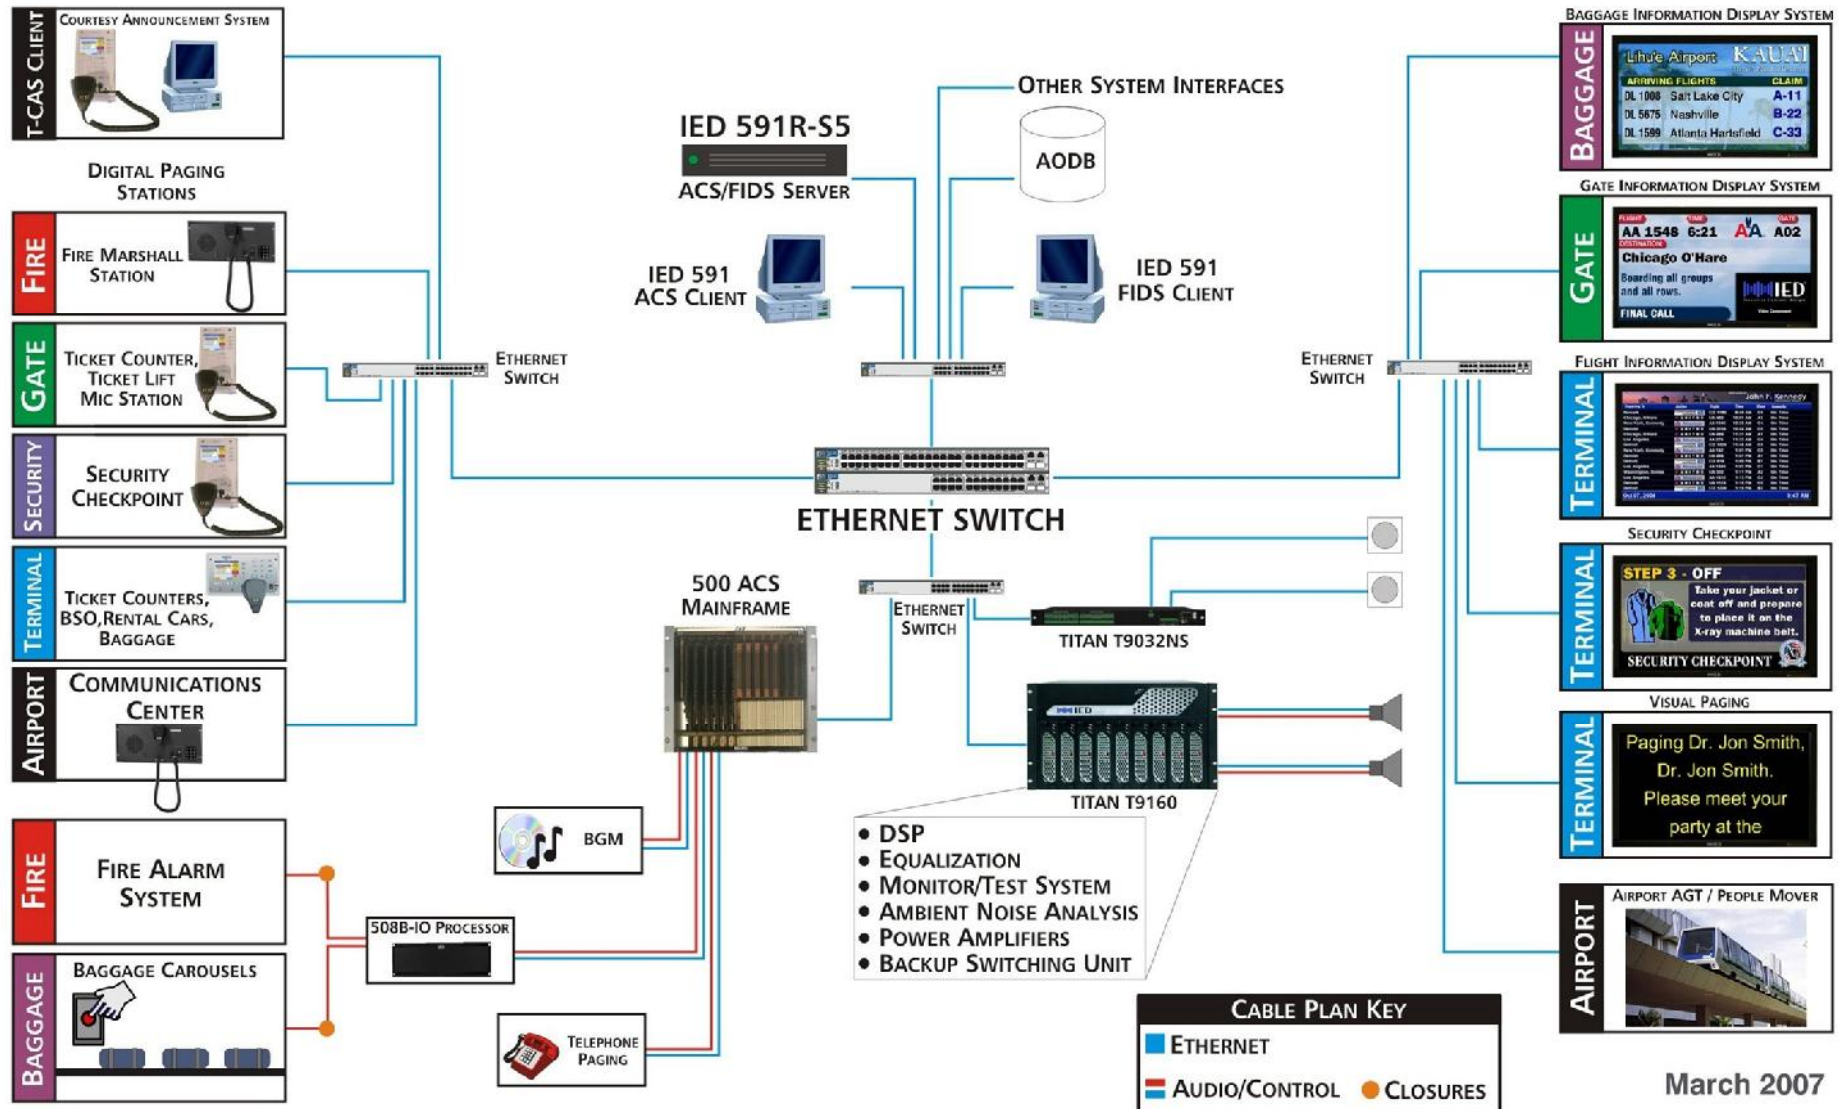 T-CAS CLIENT
COURTESY ANNOUNCEMENT SYSTEM
DIGITAL PAGING
STATIONS
FIRE
FIRE MARSHALL
STATION
GATE
TICKET COUNTER,
TICKET LIFT
MIC STATION
SECURITY
SECURITY
CHECKPOINT
TERMINAL
TICKET COUNTERS,
BSO,RENTAL CARS,
BAGGAGE
AIRPORT
COMMUNICATIONS
CENTER
FIRE
FIRE ALARM
SYSTEM
BAGGAGE
BAGGAGE CAROUSELS
ETHERNET
SWITCH
IED 591R-S5
ACS/FIDS SERVER
OTHER SYSTEM INTERFACES
AODB
IED 591
ACS CLIENT
IED 591
FIDS CLIENT
ETHERNET SWITCH
500 ACS
MAINFRAME
ETHERNET
SWITCH
TITAN T9032NS
IED
TITAN T9160
BGM
508B-IO PROCESSOR
TELEPHONE
PAGING
• DSP
• EQUALIZATION
• MONITOR/TEST SYSTEM
• AMBIENT NOISE ANALYSIS
• POWER AMPLIFIERS
• BACKUP SWITCHING UNIT
CABLE PLAN KEY
ETHERNET
AUDIO/CONTROL
CLOSURES
ETHERNET
SWITCH
BAGGAGE INFORMATION DISPLAY SYSTEM
BAGGAGE
Lihu'e Airport KAUA'I
ARRIVING FLIGHTS CLAIM
DL 1008 Salt Lake City A-11
DL 5675 Nashville B-22
DL 1599 Atlanta Hartsfield C-33
GATE INFORMATION DISPLAY SYSTEM
GATE
FLIGHT TIME GATE
AA 1548 6:21 AA A02
DESTINATION
Chicago O'Hare
Boarding all groups
and all rows.
IED
FINAL CALL
FLIGHT INFORMATION DISPLAY SYSTEM
TERMINAL
John F. Kennedy
SECURITY CHECKPOINT
TERMINAL
STEP 3 - OFF
Take your jacket or
coat off and prepare
to place it on the
X-ray machine belt.
SECURITY CHECKPOINT
VISUAL PAGING
TERMINAL
Paging Dr. Jon Smith,
Dr. Jon Smith.
Please meet your
party at the
AIRPORT
AIRPORT AGT / PEOPLE MOVER
March 2007